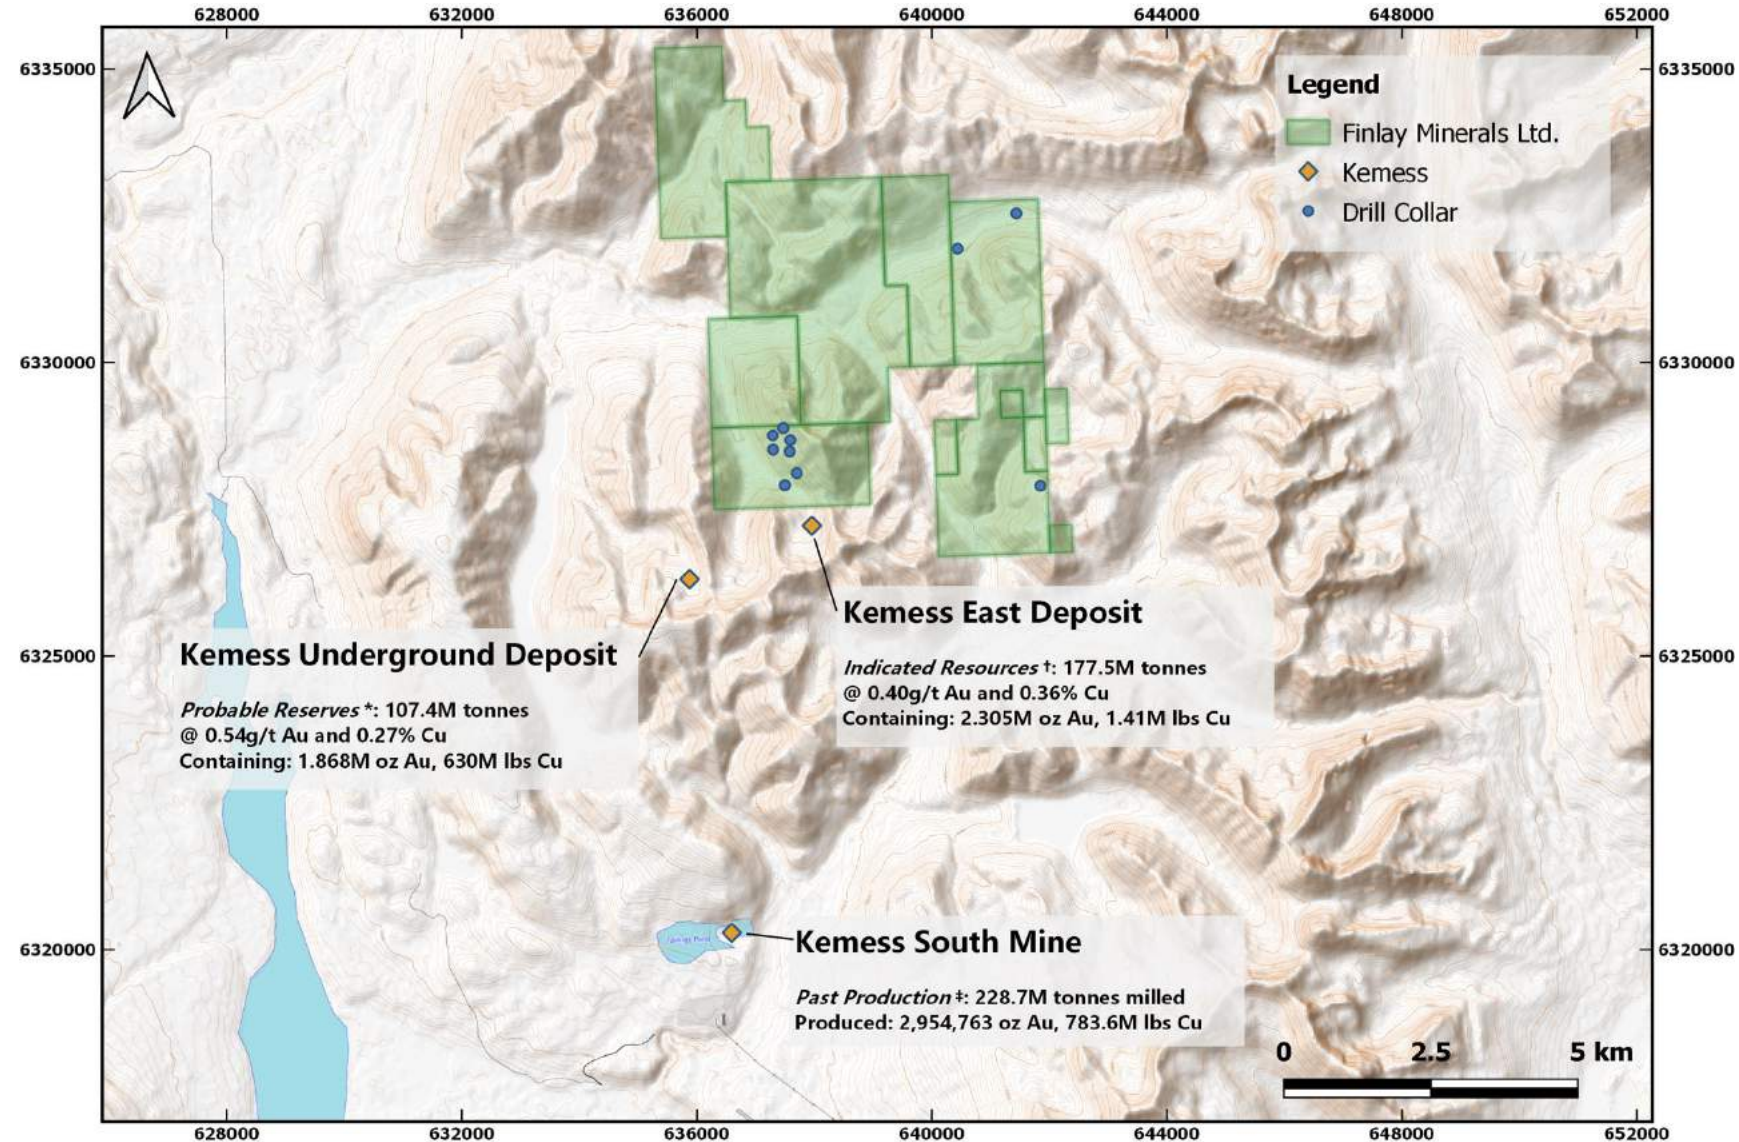 628000 632000 636000 640000 644000 648000 652000
6335000
6335000
Legend
Finlay Minerals Ltd.
Kemess
Drill Collar
6330000
6330000
Kemess East Deposit
Indicated Resources †: 177.5M tonnes
@ 0.40g/t Au and 0.36% Cu
Containing: 2.305M oz Au, 1.41M lbs Cu
6325000
6325000
Kemess Underground Deposit
Probable Reserves *: 107.4M tonnes
@ 0.54g/t Au and 0.27% Cu
Containing: 1.868M oz Au, 630M lbs Cu
6320000
6320000
Kemess South Mine
Past Production ‡: 228.7M tonnes milled
Produced: 2,954,763 oz Au, 783.6M lbs Cu
0 2.5 5 km
628000 632000 636000 640000 644000 648000 652000